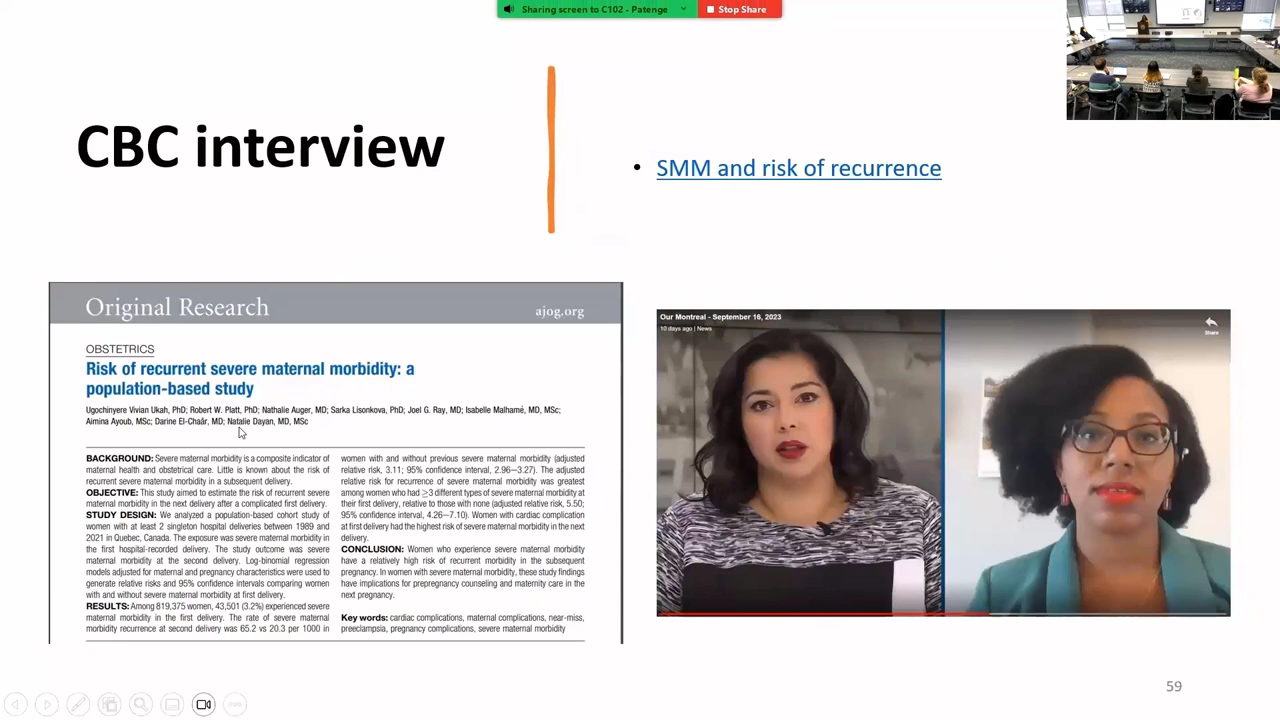 Sharing screen to C102 - Patenge
Stop Share
CBC interview
• SMM and risk of recurrence
Original Research
ajog.org
OBSTETRICS
Risk of recurrent severe maternal morbidity: a
population-based study
Ugochinyere Vivian Ukah, PhD; Robert W. Platt, PhD; Nathalie Auger, MD; Sarka Lisonkova, PhD; Joel G. Ray, MD; Isabelle Malhamé, MD, MSc;
Aimina Ayoub, MSc; Darine El-Chaâr, MD; Natalie Dayan, MD, MSc
BACKGROUND: Severe maternal morbidity is a composite indicator of
maternal health and obstetrical care. Little is known about the risk of
recurrent severe maternal morbidity in a subsequent delivery.
OBJECTIVE: This study aimed to estimate the risk of recurrent severe
maternal morbidity in the next delivery after a complicated first delivery.
STUDY DESIGN: We analyzed a population-based cohort study of
women with at least 2 singleton hospital deliveries between 1989 and
2021 in Quebec, Canada. The exposure was severe maternal morbidity in
the first hospital-recorded delivery. The study outcome was severe
maternal morbidity at the second delivery. Log-binomial regression
models adjusted for maternal and pregnancy characteristics were used to
generate relative risks and 95% confidence intervals comparing women
with and without severe maternal morbidity at first delivery.
RESULTS: Among 819,375 women, 43,501 (3.2%) experienced severe
maternal morbidity in the first delivery. The rate of severe maternal
morbidity recurrence at second delivery was 65.2 vs 20.3 per 1000 in
women with and without previous severe maternal morbidity (adjusted
relative risk, 3.11; 95% confidence interval, 2.96–3.27). The adjusted
relative risk for recurrence of severe maternal morbidity was greatest
among women who had ≥3 different types of severe maternal morbidity at
their first delivery, relative to those with none (adjusted relative risk, 5.50;
95% confidence interval, 4.26–7.10). Women with cardiac complication
at first delivery had the highest risk of severe maternal morbidity in the next
delivery.
CONCLUSION: Women who experience severe maternal morbidity
have a relatively high risk of recurrent morbidity in the subsequent
pregnancy. In women with severe maternal morbidity, these study findings
have implications for prepregnancy counseling and maternity care in the
next pregnancy.
Key words: cardiac complications, maternal complications, near-miss,
preeclampsia, pregnancy complications, severe maternal morbidity
Our Montreal - September 16, 2023
10 days ago | News
Share
59